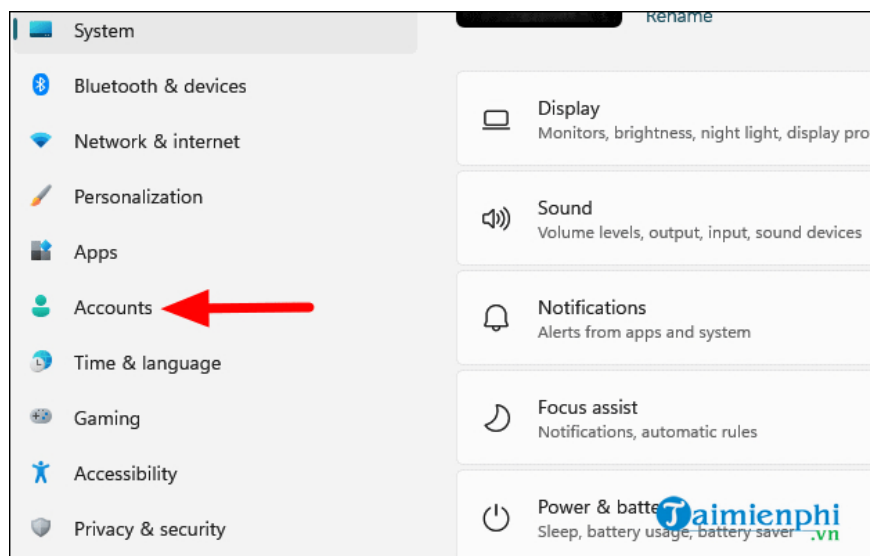 System
Bluetooth & devices
Network & internet
Personalization
Apps
Accounts
Time & language
Gaming
Accessibility
Privacy & security
Rename
Display
Monitors, brightness, night light, display pro
Sound
Volume levels, output, input, sound devices
Notifications
Alerts from apps and system
Focus assist
Notifications, automatic rules
Power & batte
Sleep, battery usage, battery saver
Taimienphi
.vn